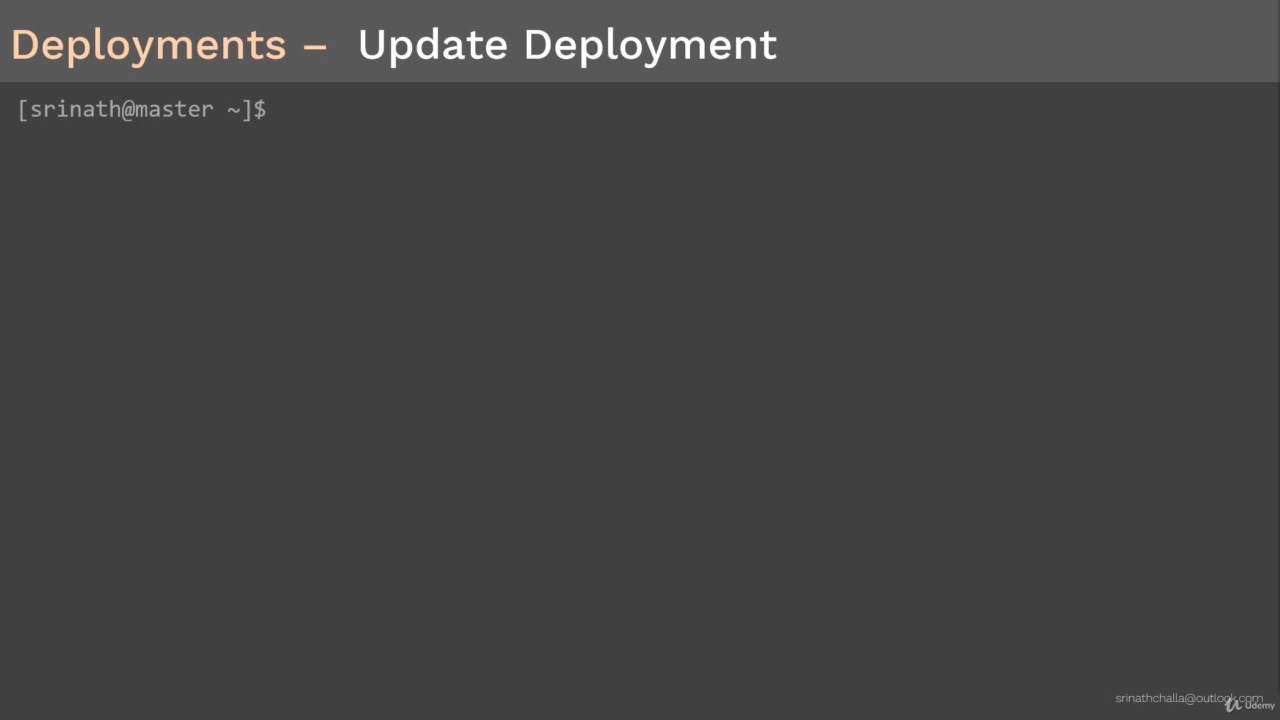 Deployments – Update Deployment
[srinath@master ~]$
srinathchalla@outlook.com
Udemy